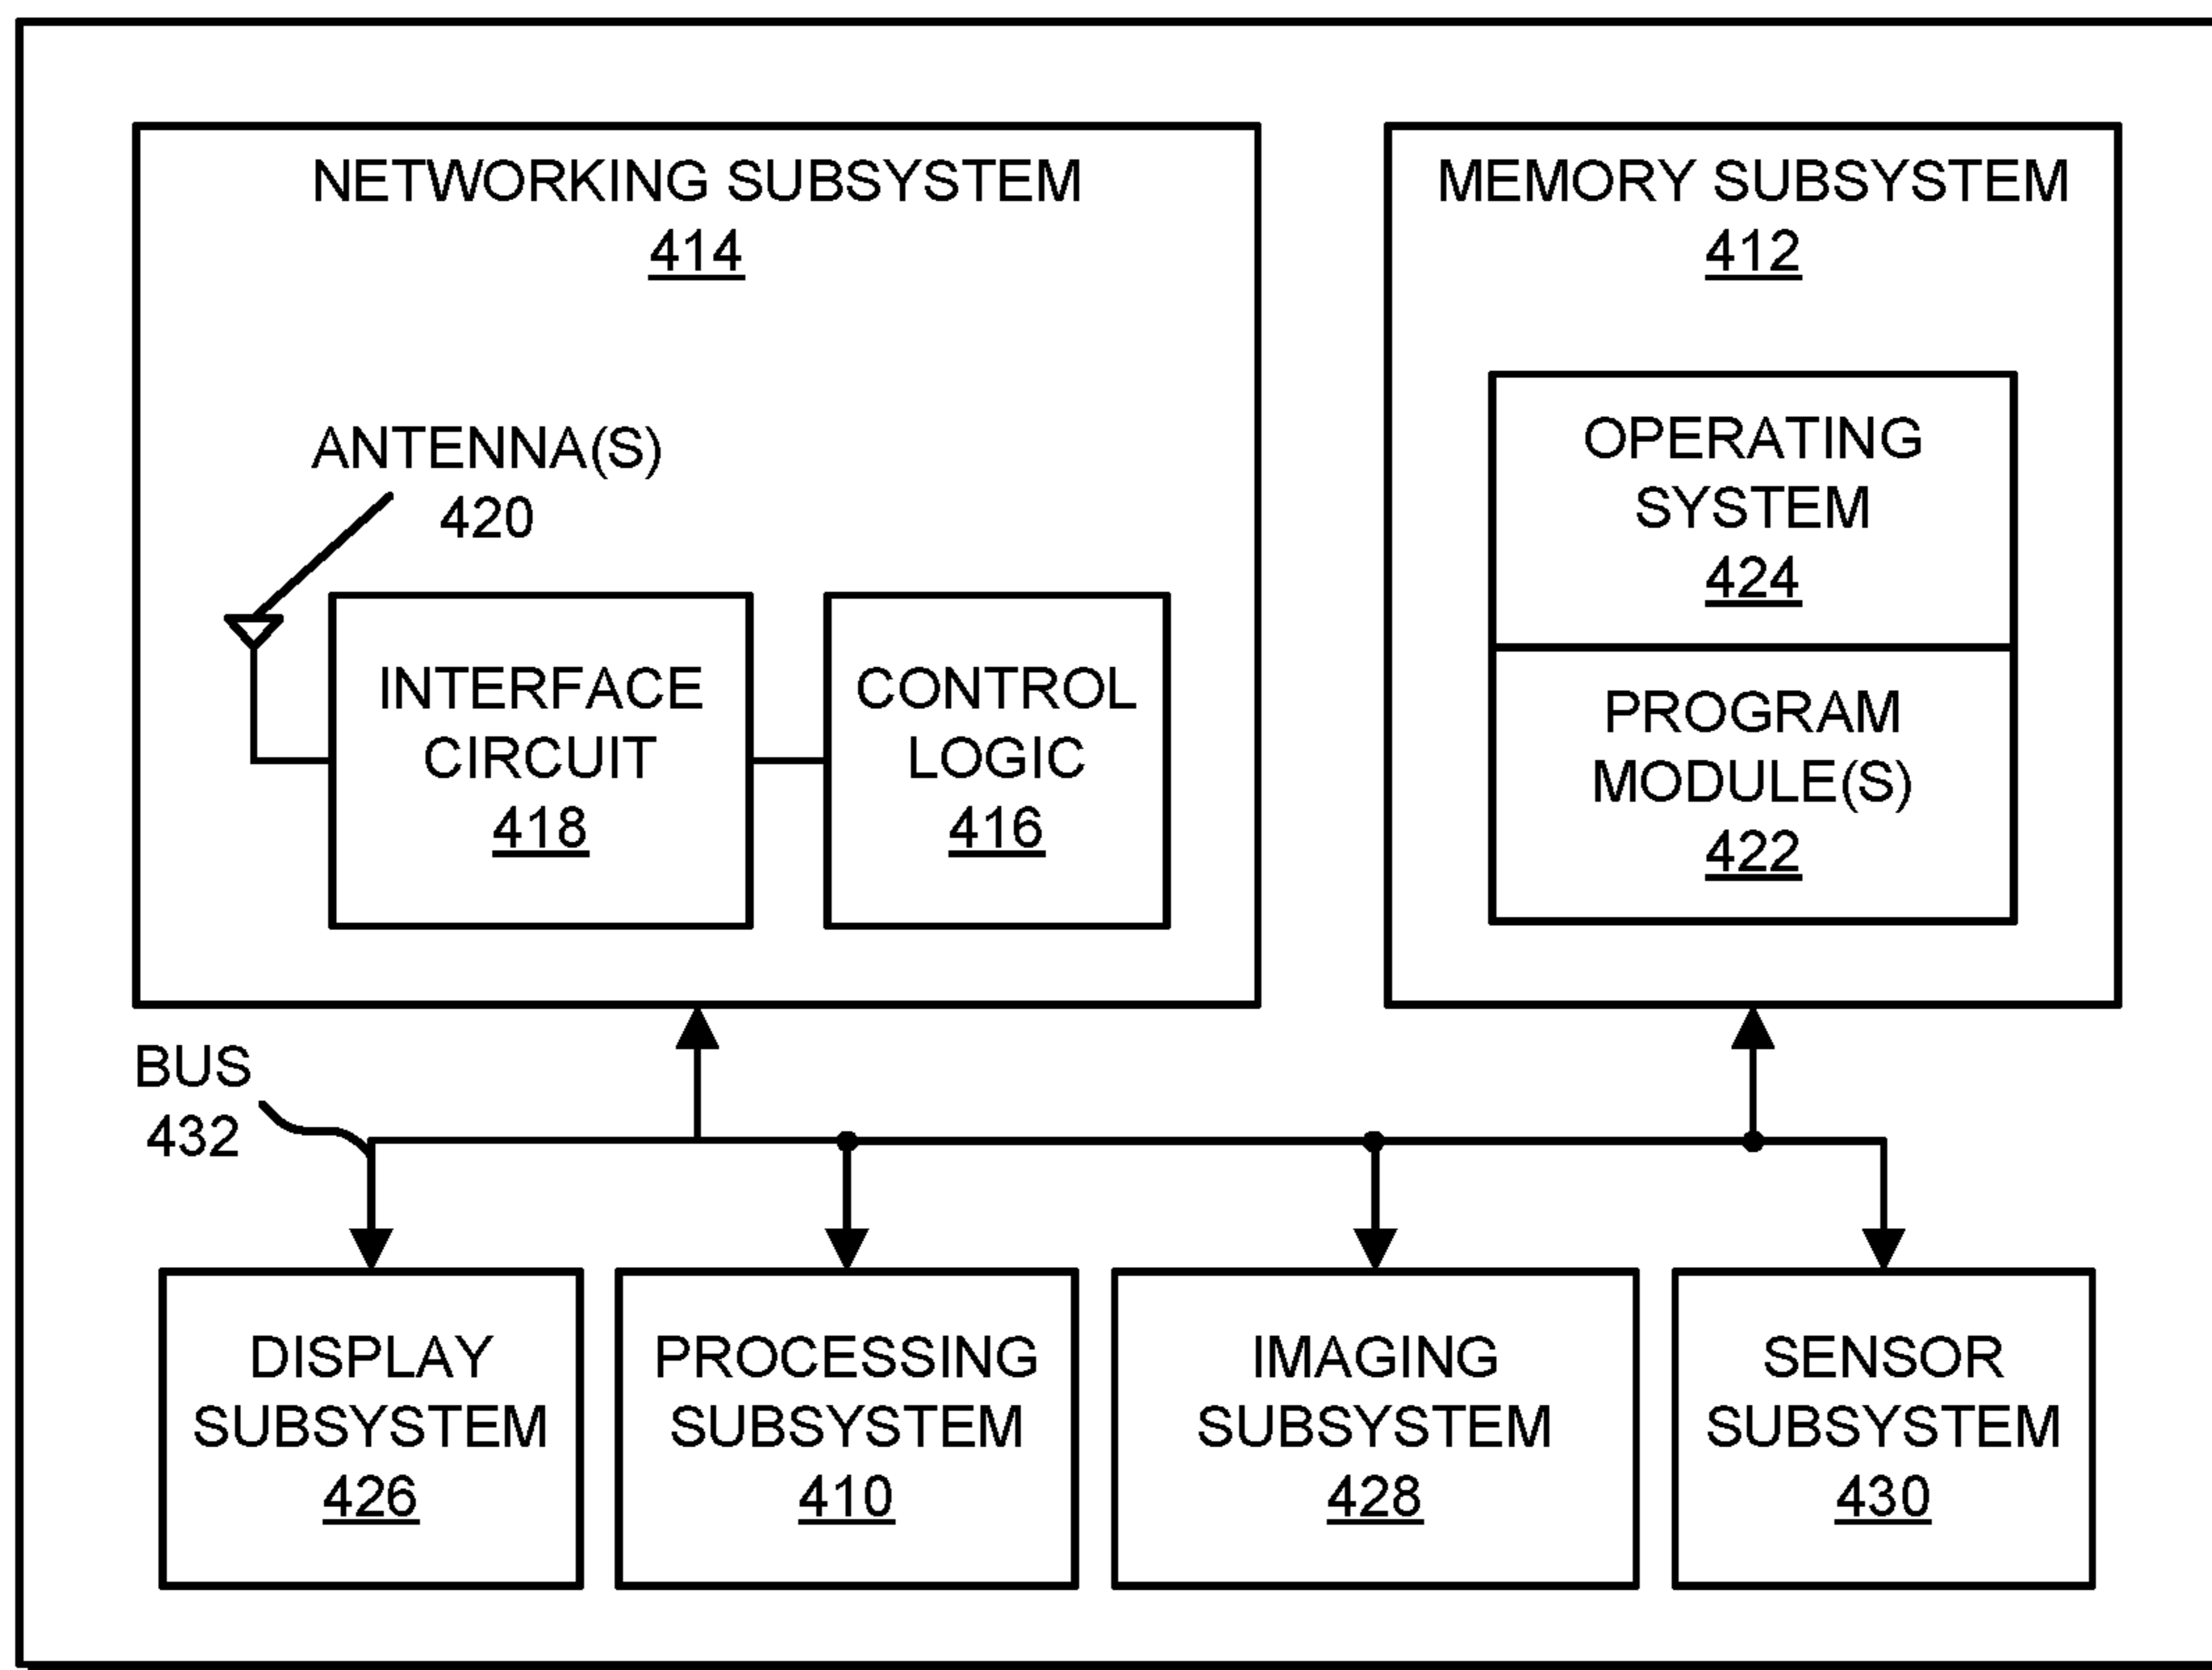 NETWORKING SUBSYSTEM
414
ANTENNA(S)
420
INTERFACE
CIRCUIT
418
CONTROL
LOGIC
416
MEMORY SUBSYSTEM
412
OPERATING
SYSTEM
424
PROGRAM
MODULE(S)
422
BUS
432
DISPLAY
SUBSYSTEM
426
PROCESSING
SUBSYSTEM
410
IMAGING
SUBSYSTEM
428
SENSOR
SUBSYSTEM
430